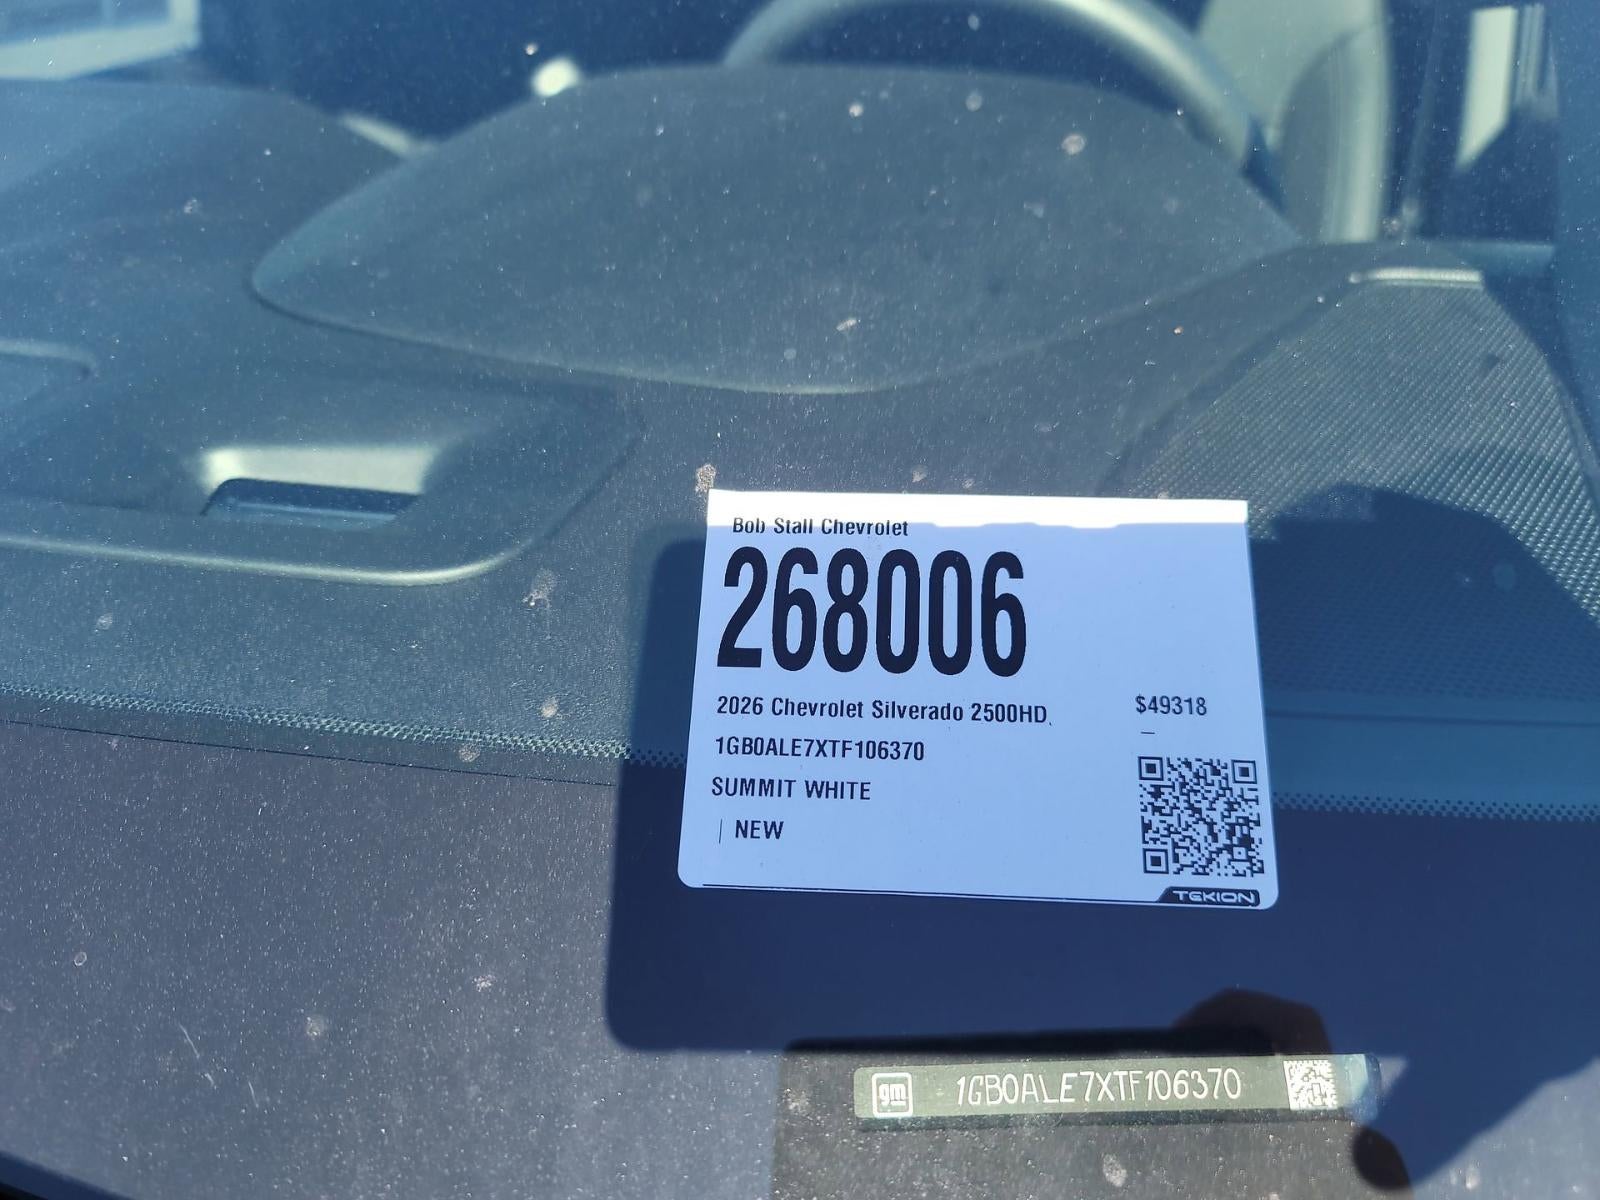 Bob Stall Chevrolet
268006
2026 Chevrolet Silverado 2500HD
$49318
1GB0ALE7XTF106370
SUMMIT WHITE
| NEW
TEKION
gm 1GB0ALE7XTF106370